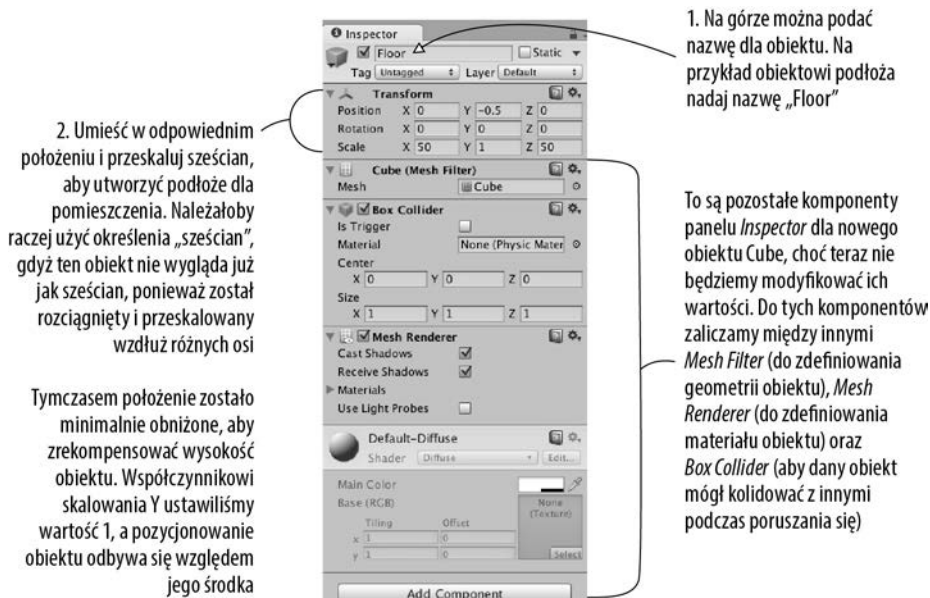 1. Na górze można podać
nazwę dla obiektu. Na
przykład obiektowi podłoża
nadaj nazwę „Floor”
2. Umieść w odpowiednim
położeniu i przeskaluj sześcian,
aby utworzyć podłoże dla
pomieszczenia. Należałoby
raczej użyć określenia „sześcian”,
gdyż ten obiekt nie wygląda już
jak sześcian, ponieważ został
rozciągnięty i przeskalowany
wzdłuż różnych osi
Tymczasem położenie zostało
minimalnie obniżone, aby
zrekompensować wysokość
obiektu. Współczynnikowi
skalowania Y ustawiliśmy
wartość 1, a pozycjonowanie
obiektu odbywa się względem
jego środka
Inspector
Floor Static
Tag Untagged Layer Default
Transform
Position X 0 Y -0.5 Z 0
Rotation X 0 Y 0 Z 0
Scale X 50 Y 1 Z 50
Cube (Mesh Filter)
Mesh Cube
Box Collider
Is Trigger
Material None (Physic Mater
Center
X 0 Y 0 Z 0
Size
X 1 Y 1 Z 1
Mesh Renderer
Cast Shadows
Receive Shadows
Materials
Use Light Probes
Default-Diffuse
Shader Diffuse Edit...
Main Color
Base (RGB)
None
(Texture)
Tiling Offset
x 1 0
y 1 0
Select
Add Component
To są pozostałe komponenty
panelu Inspector dla nowego
obiektu Cube, choć teraz nie
będziemy modyfikować ich
wartości. Do tych komponentów
zaliczamy między innymi
Mesh Filter (do zdefiniowania
geometrii obiektu), Mesh
Renderer (do zdefiniowania
materiału obiektu) oraz
Box Collider (aby dany obiekt
mógł kolidować z innymi
podczas poruszania się)